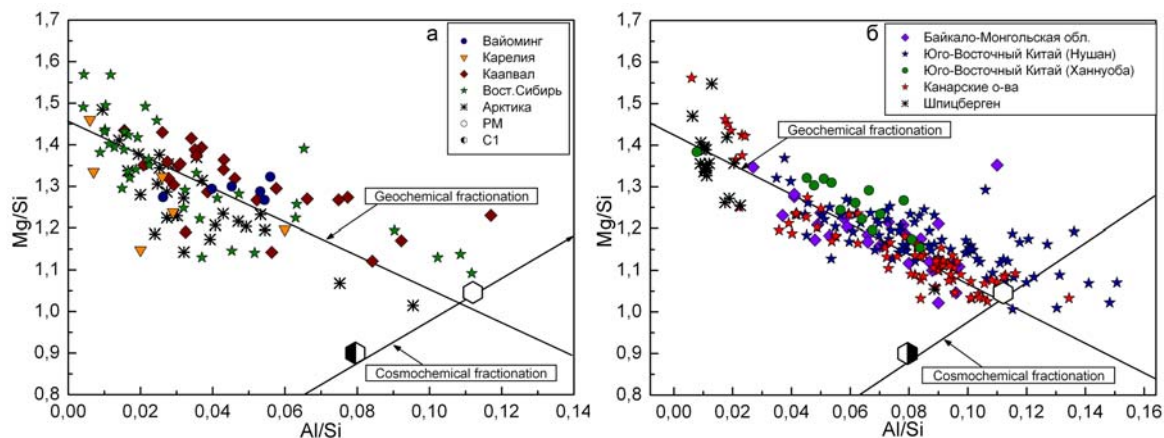 а
Вайоминг
Карелия
Каапвал
Вост.Сибирь
Арктика
PM
C1
Geochemical fractionation
Cosmochemical fractionation
Mg/Si
1,7
1,6
1,5
1,4
1,3
1,2
1,1
1,0
0,9
0,8
0,00 0,02 0,04 0,06 0,08 0,10 0,12 0,14
Al/Si
б
Байкало-Монгольская обл.
Юго-Восточный Китай (Нушан)
Юго-Восточный Китай (Ханнуоба)
Канарские о-ва
Шпицберген
Geochemical fractionation
Cosmochemical fractionation
Mg/Si
1,7
1,6
1,5
1,4
1,3
1,2
1,1
1,0
0,9
0,8
0,00 0,02 0,04 0,06 0,08 0,10 0,12 0,14 0,16
Al/Si